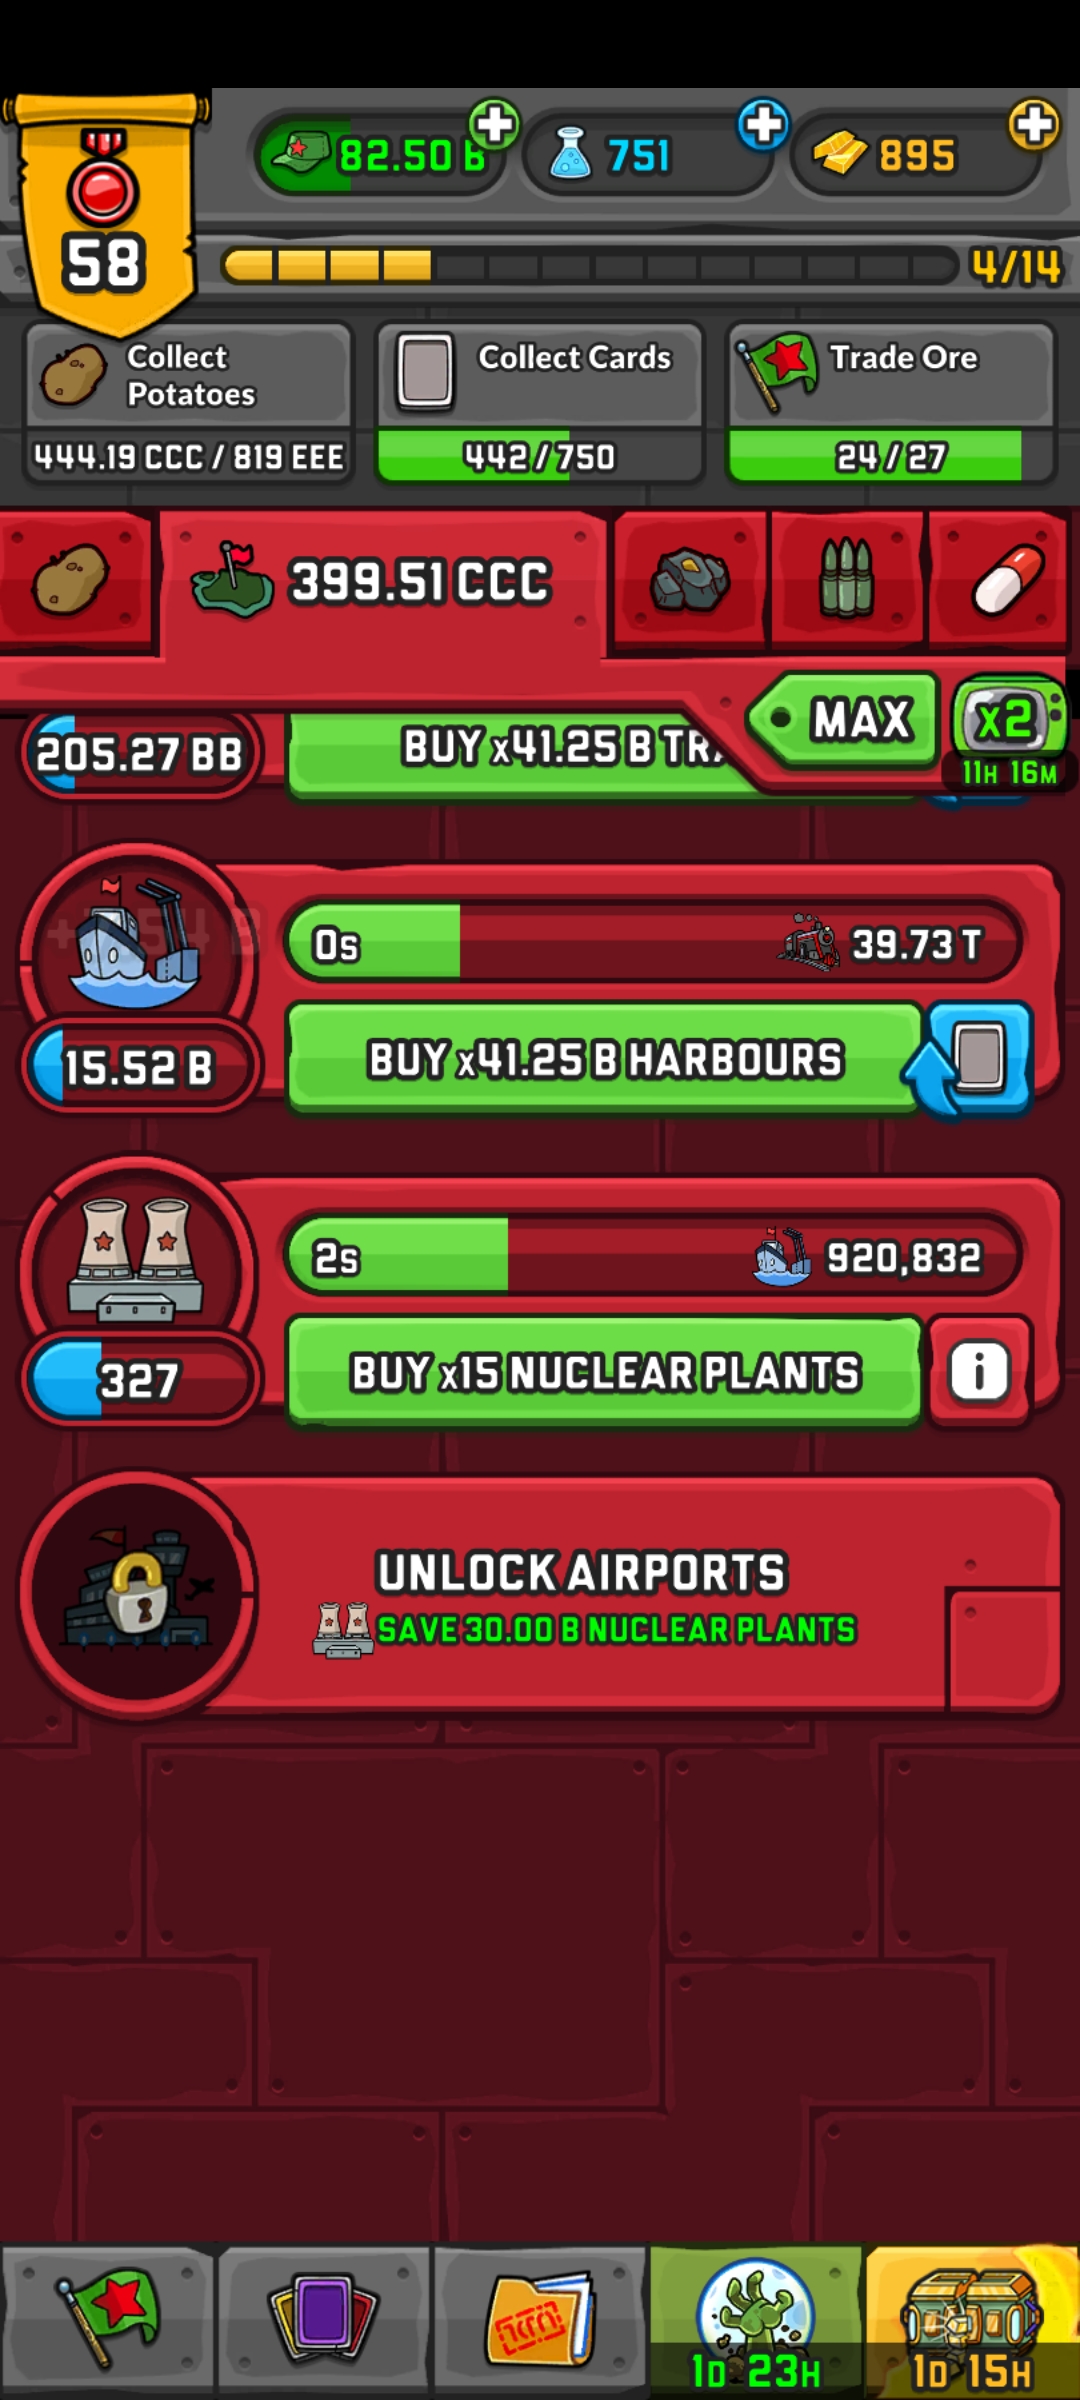 82.50 B
751
895
58
4/14
Collect
Potatoes
Collect Cards
Trade Ore
444.19 CCC / 819 EEE
442/750
24/27
399.51 CCC
MAX
x2
11H 16M
205.27 BB
BUY x41.25 B
0s
39.73 T
15.52 B
BUY x41.25 B HARBOURS
2s
920,832
327
BUY x15 NUCLEAR PLANTS
i
UNLOCK AIRPORTS
SAVE 30.00 B NUCLEAR PLANTS
1D 23H
1D 15H